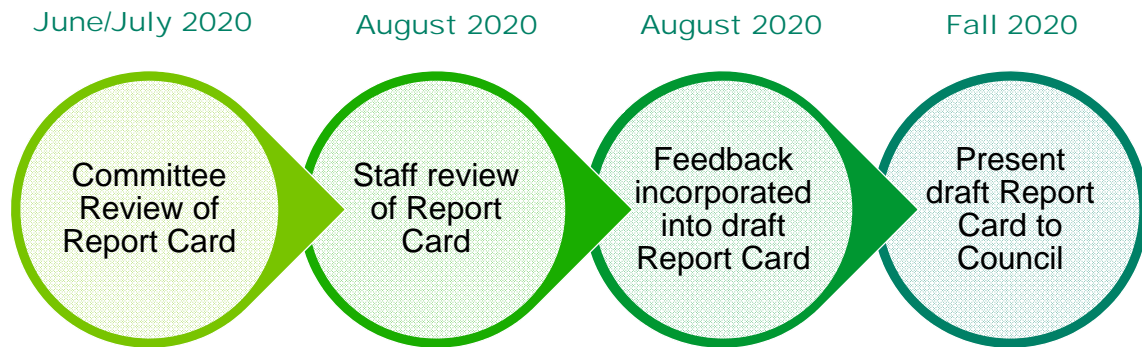 June/July 2020
August 2020
August 2020
Fall 2020
Committee
Review of
Report Card
Staff review
of Report
Card
Feedback
incorporated
into draft
Report Card
Present
draft Report
Card to
Council